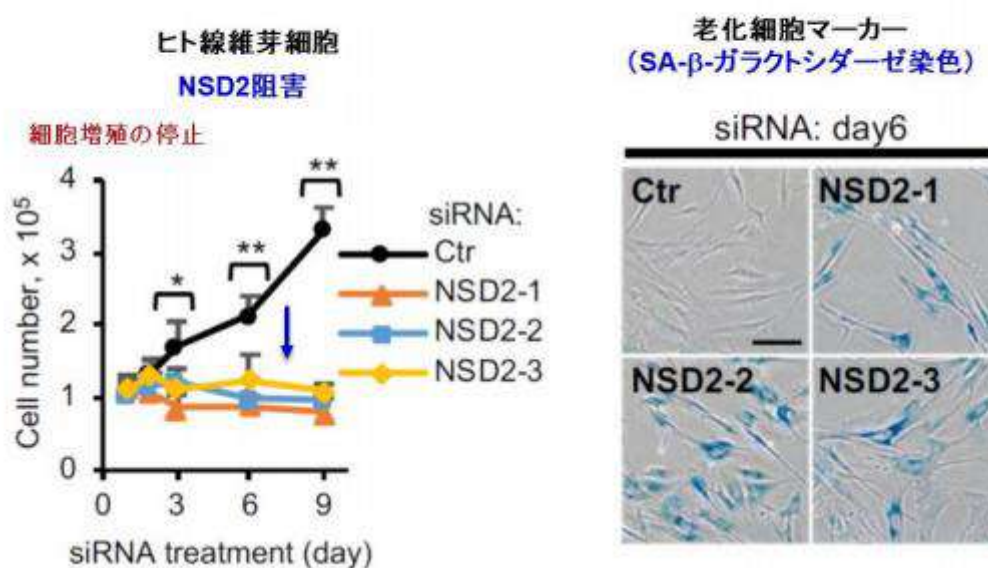 ヒト線維芽細胞
NSD2阻害
細胞増殖の停止
4
3
2
1
0
Cell number, x 10⁵
0
3
6
9
siRNA treatment (day)
*
**
**
siRNA:
Ctr
NSD2-1
NSD2-2
NSD2-3
老化細胞マーカー
（SA-β-ガラクトシダーゼ染色）
siRNA: day6
Ctr
NSD2-1
NSD2-2
NSD2-3